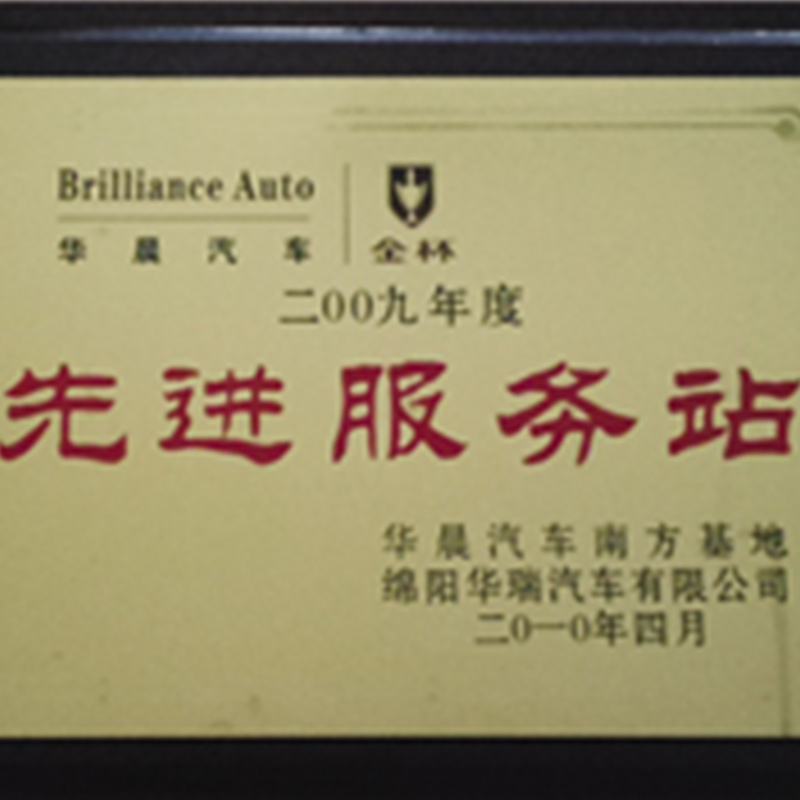 Brilliance Auto
华晨汽车
金杯
二00九年度
先进服务站
华晨汽车南方基地
绵阳华瑞汽车有限公司
二0一0年四月